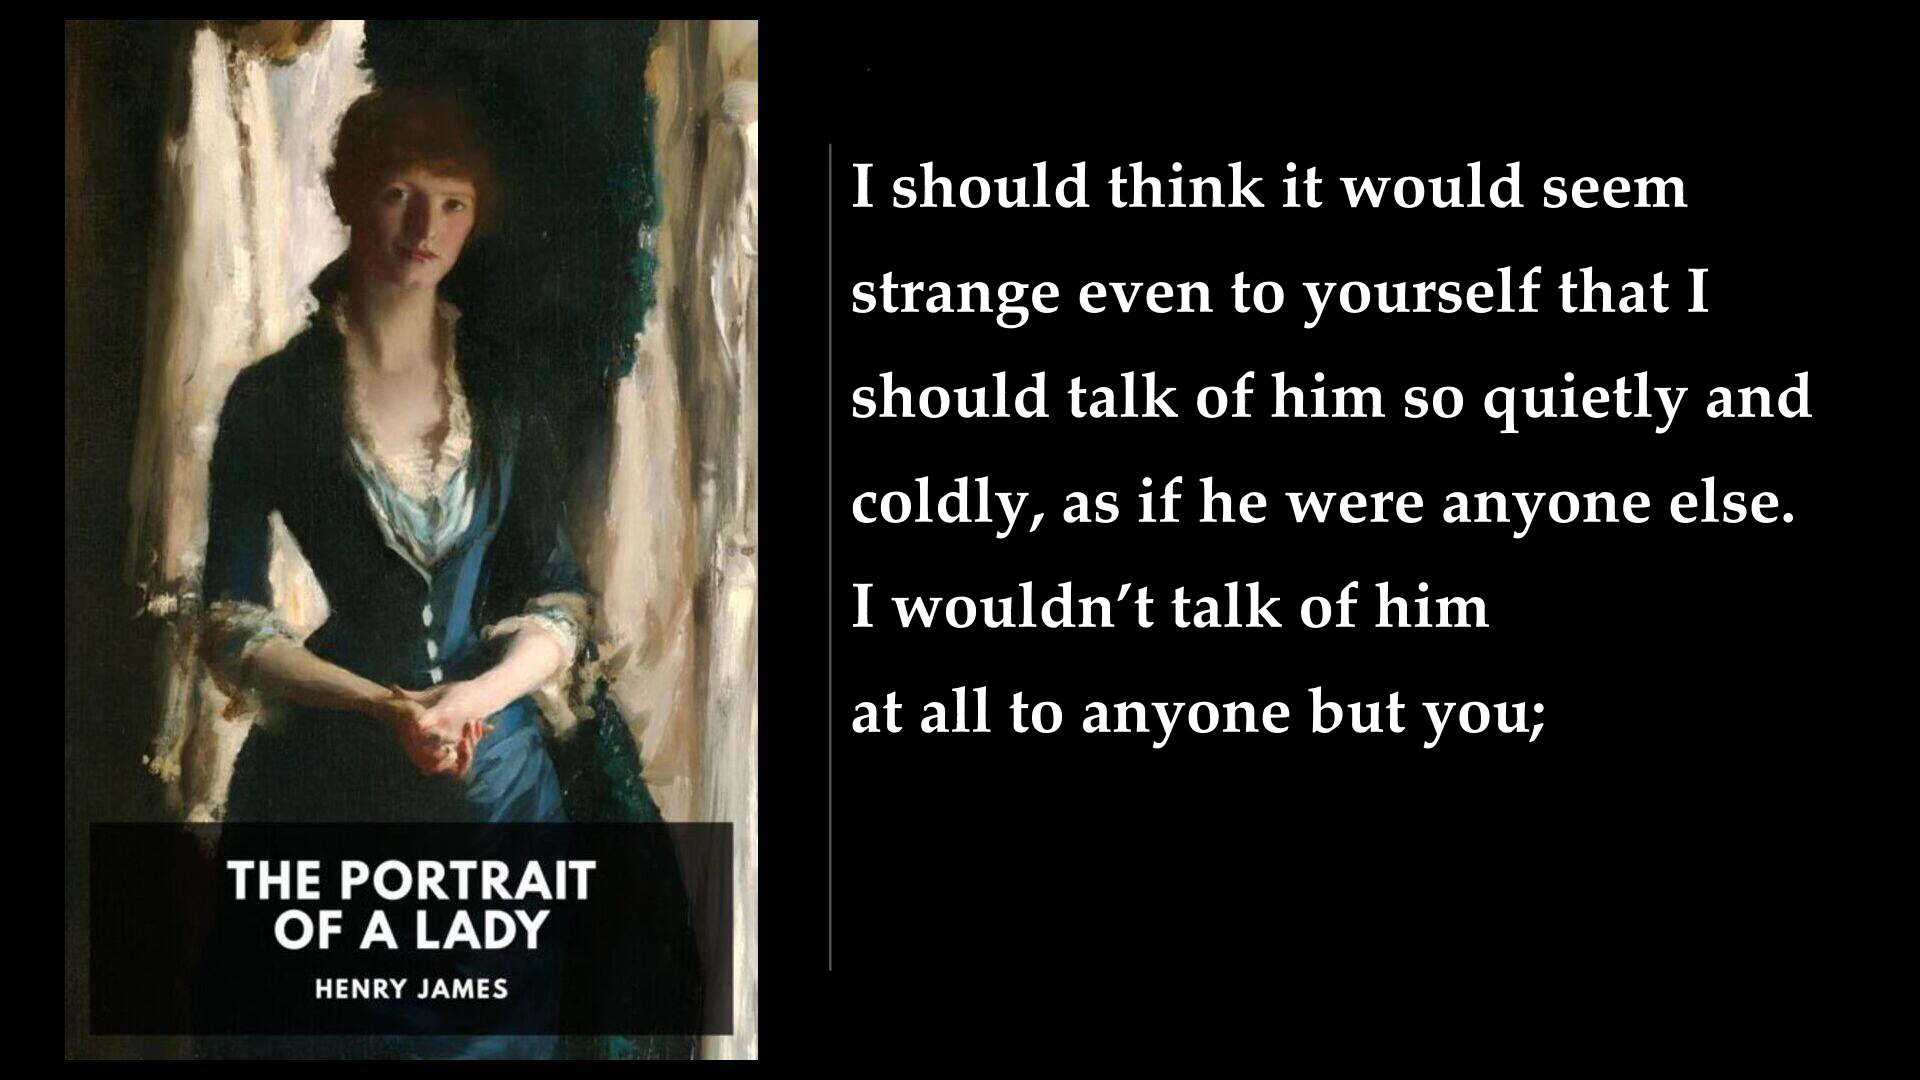 THE PORTRAIT
OF A LADY
HENRY JAMES
I should think it would seem
strange even to yourself that I
should talk of him so quietly and
coldly, as if he were anyone else.
I wouldn’t talk of him
at all to anyone but you;